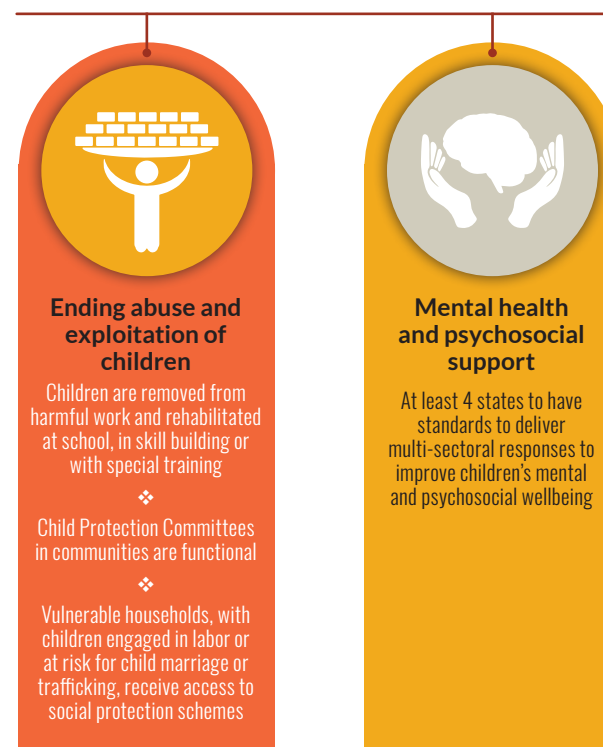 Ending abuse and
exploitation of
children
Children are removed from
harmful work and rehabilitated
at school, in skill building or
with special training
❖
Child Protection Committees
in communities are functional
❖
Vulnerable households, with
children engaged in labor or
at risk for child marriage or
trafficking, receive access to
social protection schemes
Mental health
and psychosocial
support
At least 4 states to have
standards to deliver
multi-sectoral responses to
improve children's mental
and psychosocial wellbeing